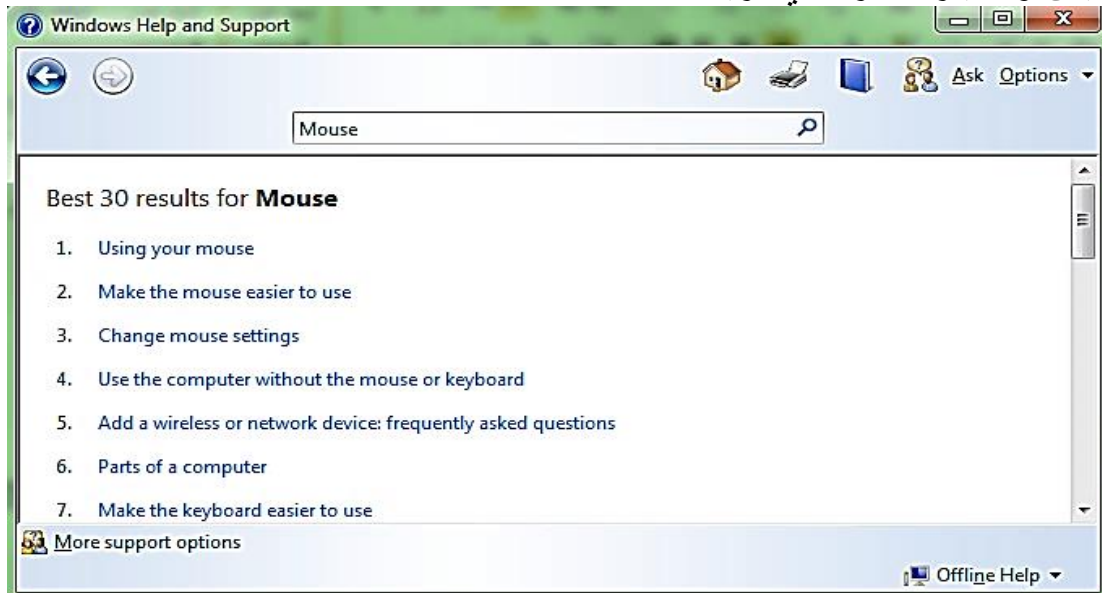 Windows Help and Support
Ask Options
Mouse
Best 30 results for Mouse
1. Using your mouse
2. Make the mouse easier to use
3. Change mouse settings
4. Use the computer without the mouse or keyboard
5. Add a wireless or network device: frequently asked questions
6. Parts of a computer
7. Make the keyboard easier to use
More support options
Offline Help